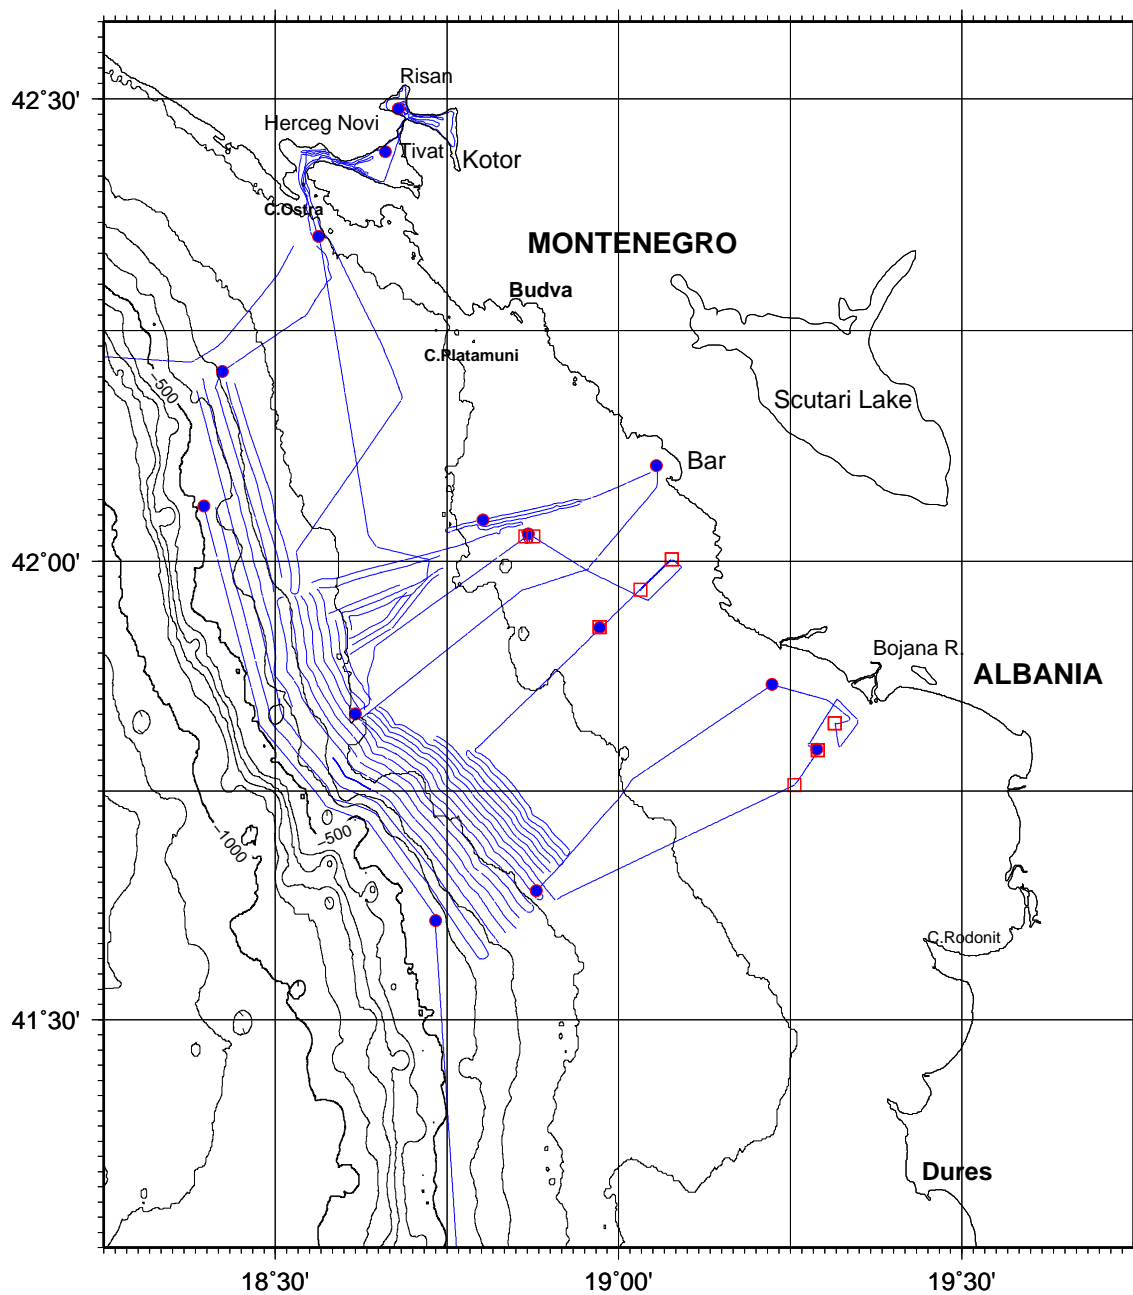 Risan
42°30'
Herceg Novi
Tivat
Kotor
C.Ostra
MONTENEGRO
Budva
C.Platamuni
-500
Scutari Lake
Bar
42°00'
Bojana R.
ALBANIA
-1000
-500
C.Rodonit
41°30'
Dures
18°30'
19°00'
19°30'